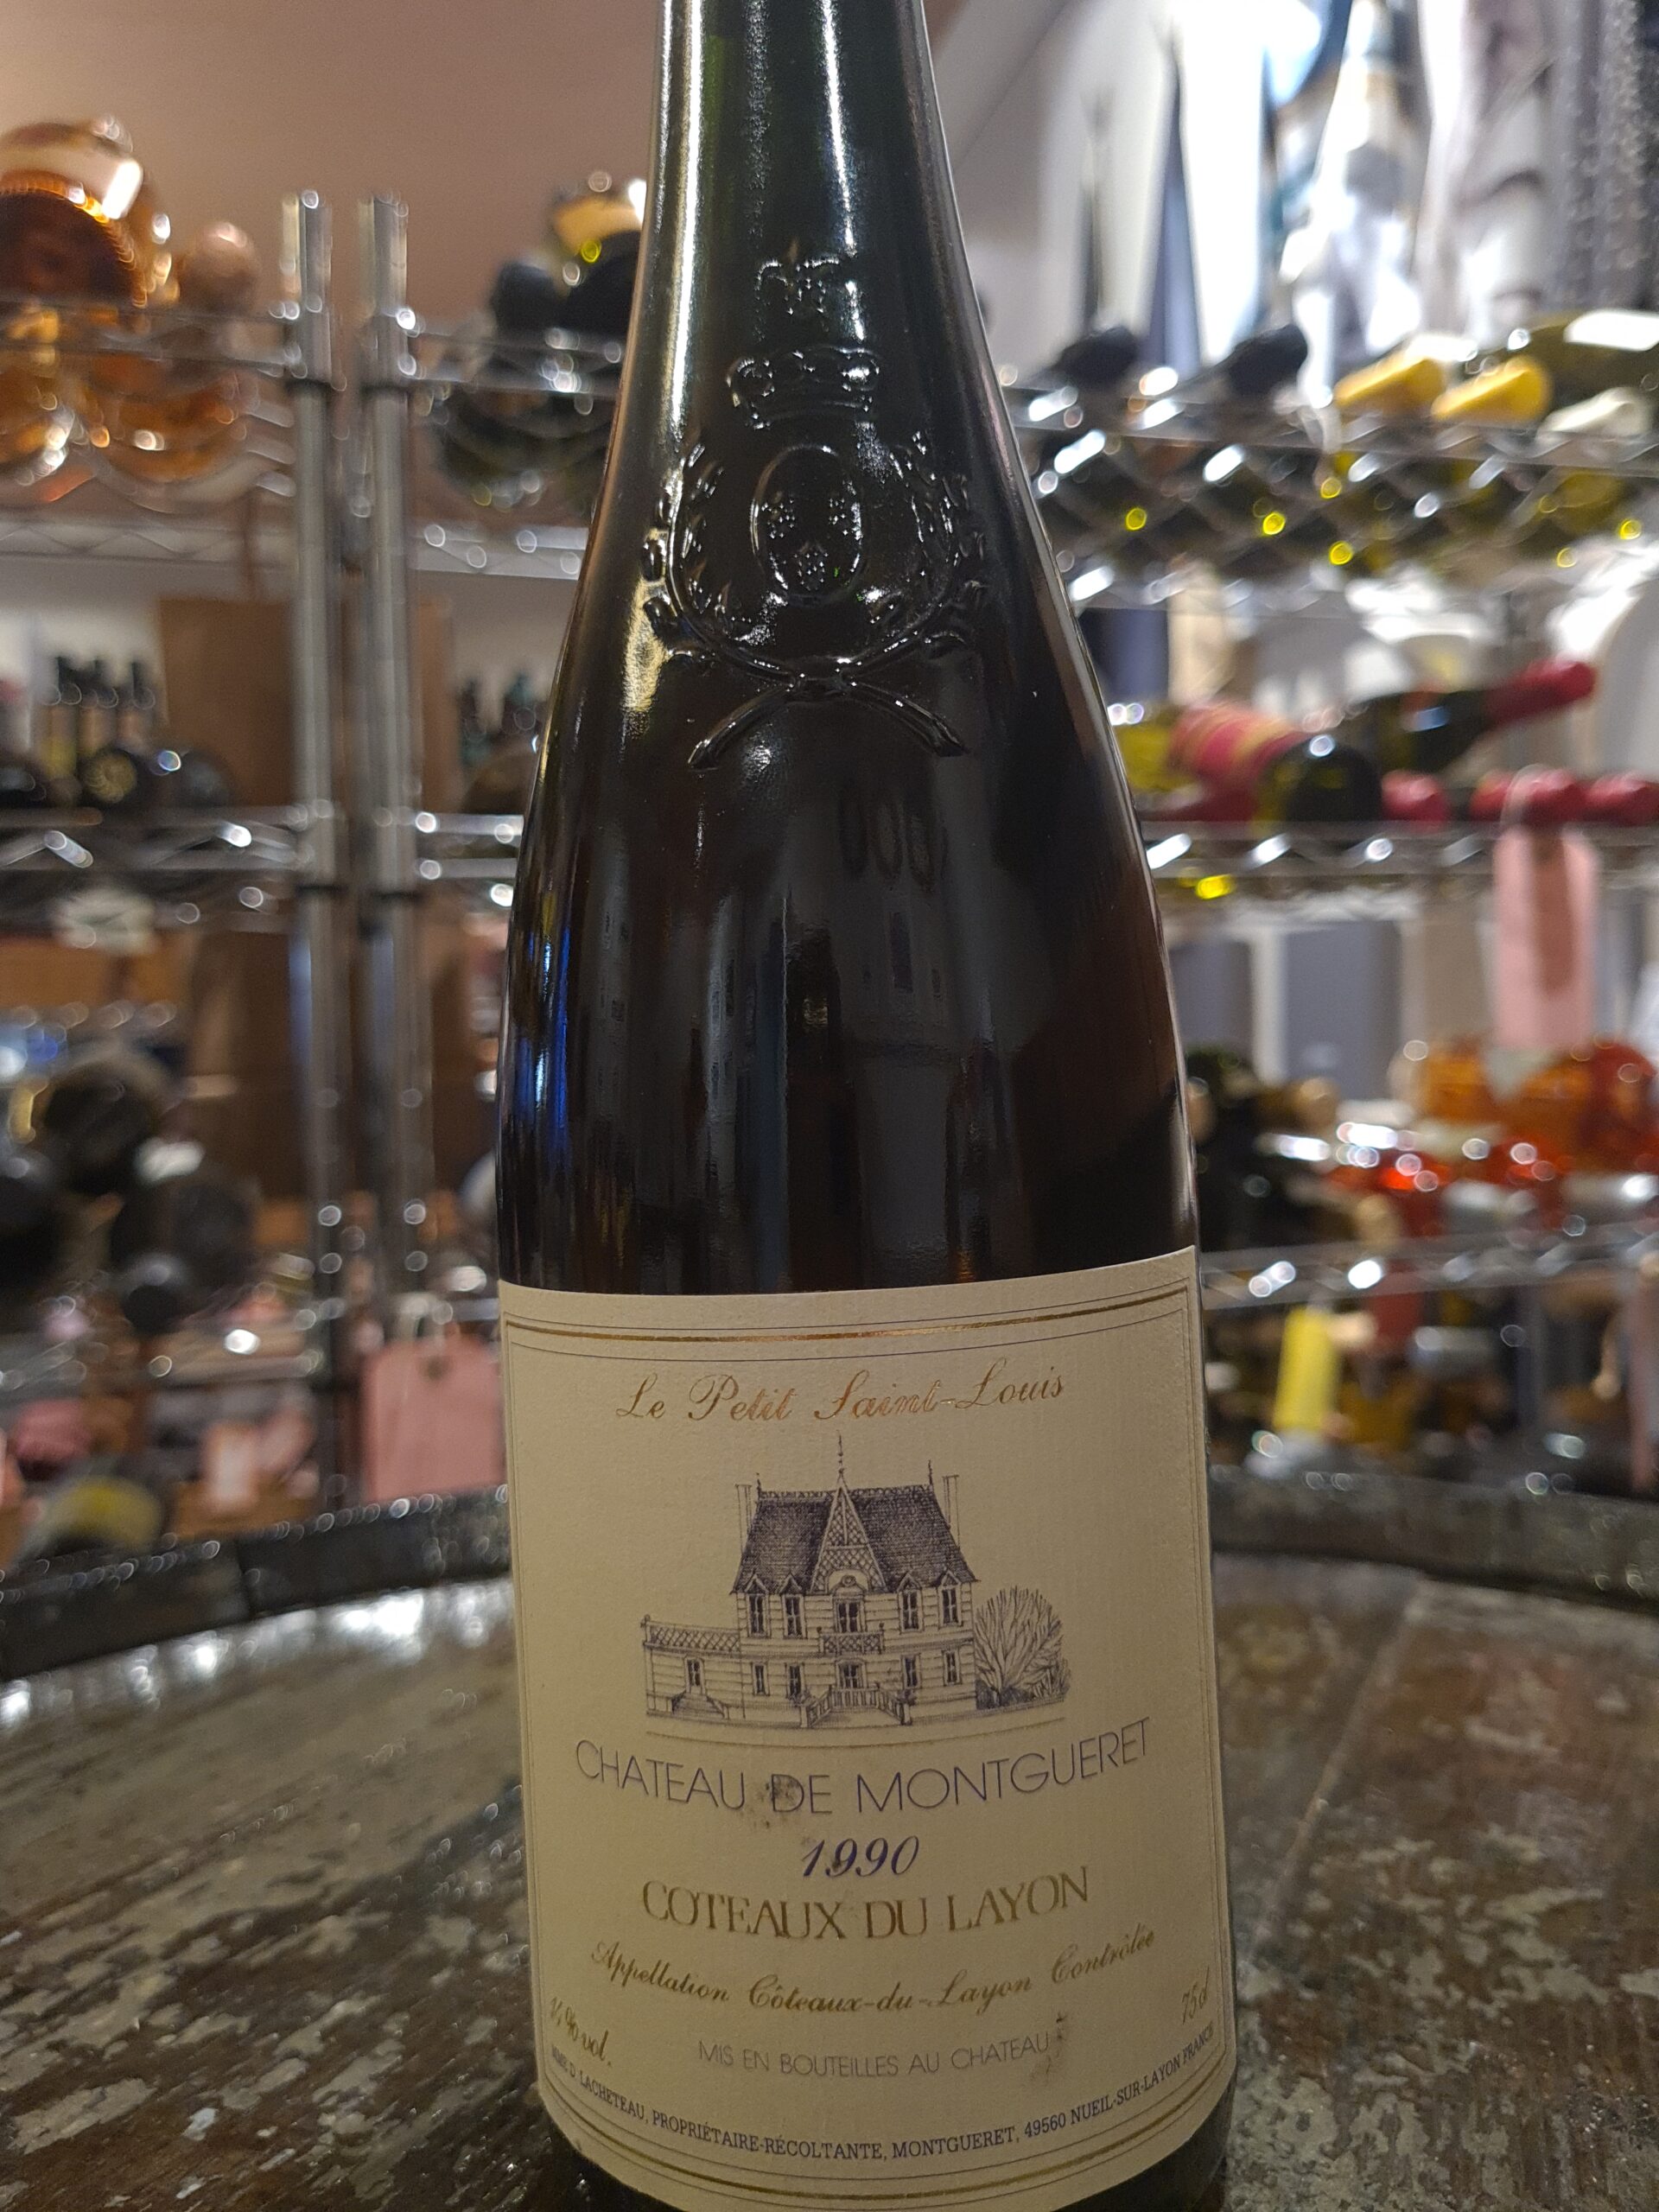 Le Petit Saint-Louis
CHATEAU DE MONTGUERET
1990
COTEAUX DU LAYON
Appellation Côteaux-du-Layon Contrôlée
% vol.
75cl
MIS EN BOUTEILLES AU CHATEAU
D. LACHETEAU, PROPRIÉTAIRE-RÉCOLTANTE, MONTGUERET, 49560 NUEIL-SUR-LAYON FRANCE